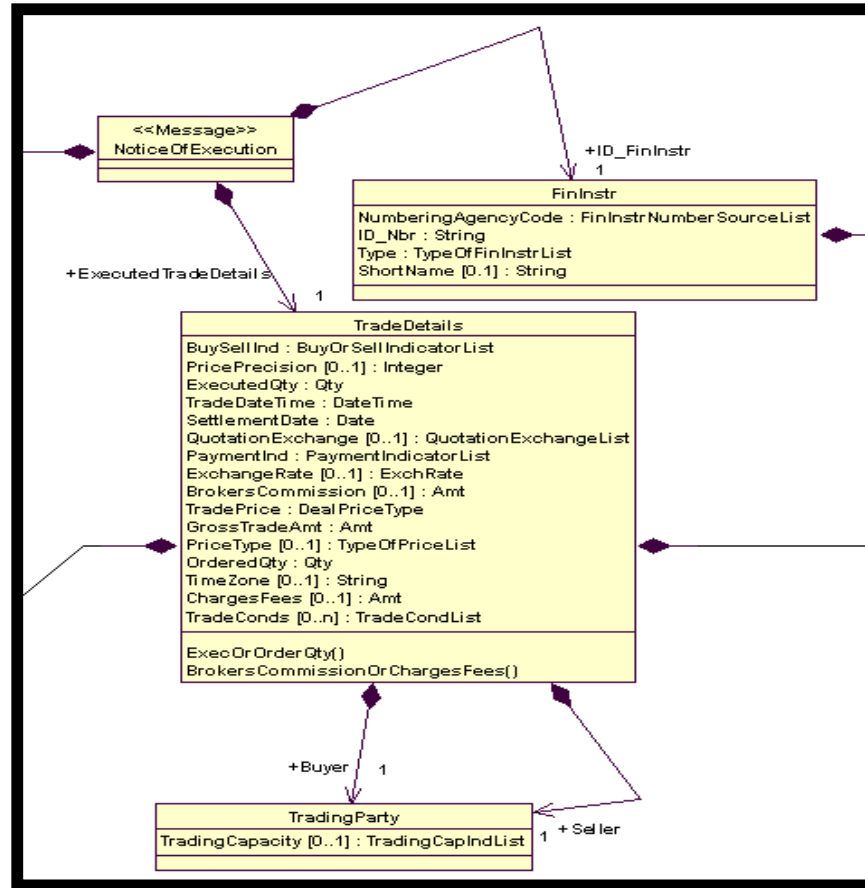 <<Message>>
NoticeOfExecution
+ID_FinInstr
1
FinInstr
NumberingAgencyCode : FinInstrNumberSourceList
ID_Nbr : String
Type : TypeOfFinInstrList
ShortName [0.1] : String
+ExecutedTradeDetails
1
TradeDetails
BuySellInd : BuyOrSellIndicatorList
PricePrecision [0..1] : Integer
ExecutedQty : Qty
TradeDateTime : DateTime
SettlementDate : Date
QuotationExchange [0..1] : QuotationExchangeList
PaymentInd : PaymentIndicatorList
ExchangeRate [0..1] : ExchRate
BrokersCommission [0..1] : Amt
TradePrice : DealPriceType
GrossTradeAmt : Amt
PriceType [0..1] : TypeOfPriceList
OrderedQty : Qty
TimeZone [0..1] : String
ChargesFees [0..1] : Amt
TradeConds [0..n] : TradeCondList
ExecOrOrderQty()
BrokersCommissionOrChargesFees()
+Buyer
1
TradingParty
TradingCapacity [0..1] : TradingCapIndList
1
+Seller